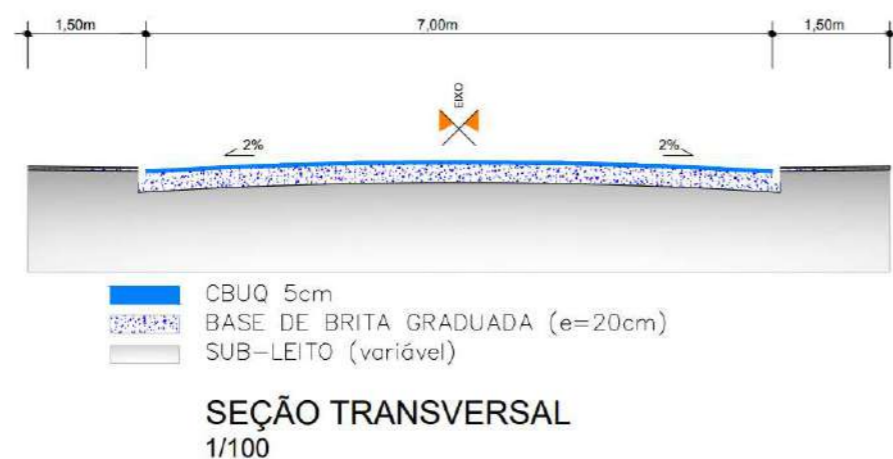 1,50m 7,00m 1,50m
EIXO
2% 2%
CBUQ 5cm
BASE DE BRITA GRADUADA (e=20cm)
SUB-LEITO (variável)
SEÇÃO TRANSVERSAL
1/100